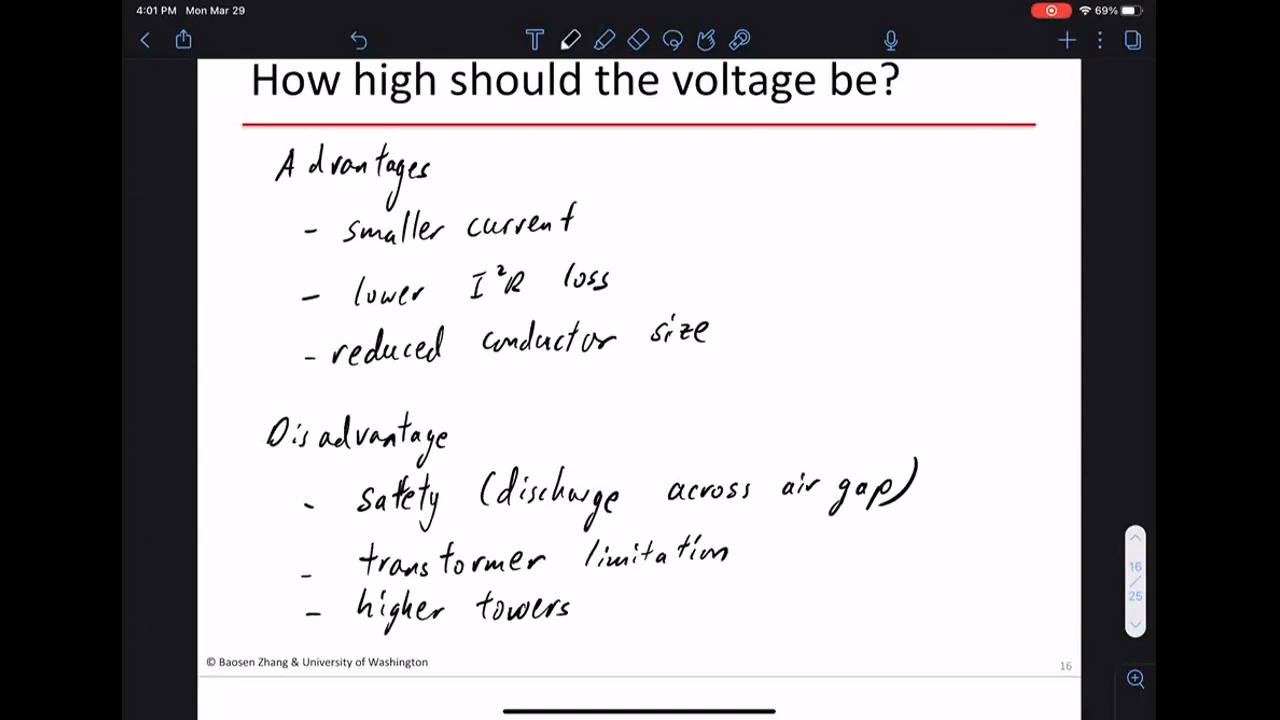 4:01 PM Mon Mar 29
69%
How high should the voltage be?
Advantages
- smaller current
- lower I²R loss
- reduced conductor size
Disadvantage
- safety (discharge across air gap)
- transformer limitation
- higher towers
16
/
25
© Baosen Zhang & University of Washington
16